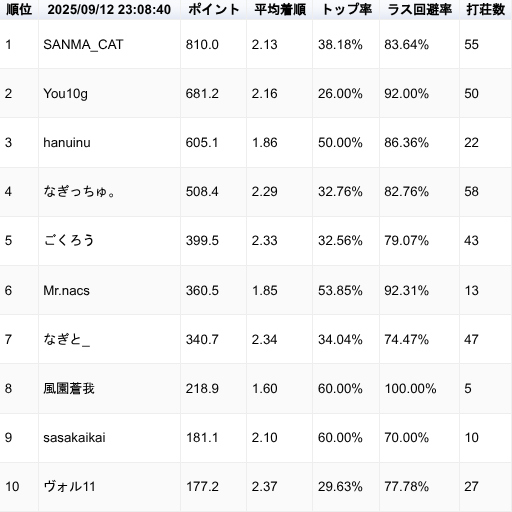 順位 2025/09/12 23:08:40 ポイント 平均着順 トップ率 ラス回避率 打荘数
1 SANMA_CAT 810.0 2.13 38.18% 83.64% 55
2 You10g 681.2 2.16 26.00% 92.00% 50
3 hanuinu 605.1 1.86 50.00% 86.36% 22
4 なぎっちゅ。 508.4 2.29 32.76% 82.76% 58
5 ごくろう 399.5 2.33 32.56% 79.07% 43
6 Mr.nacs 360.5 1.85 53.85% 92.31% 13
7 なぎと_ 340.7 2.34 34.04% 74.47% 47
8 風園蒼我 218.9 1.60 60.00% 100.00% 5
9 sasakaikai 181.1 2.10 60.00% 70.00% 10
10 ヴォル11 177.2 2.37 29.63% 77.78% 27